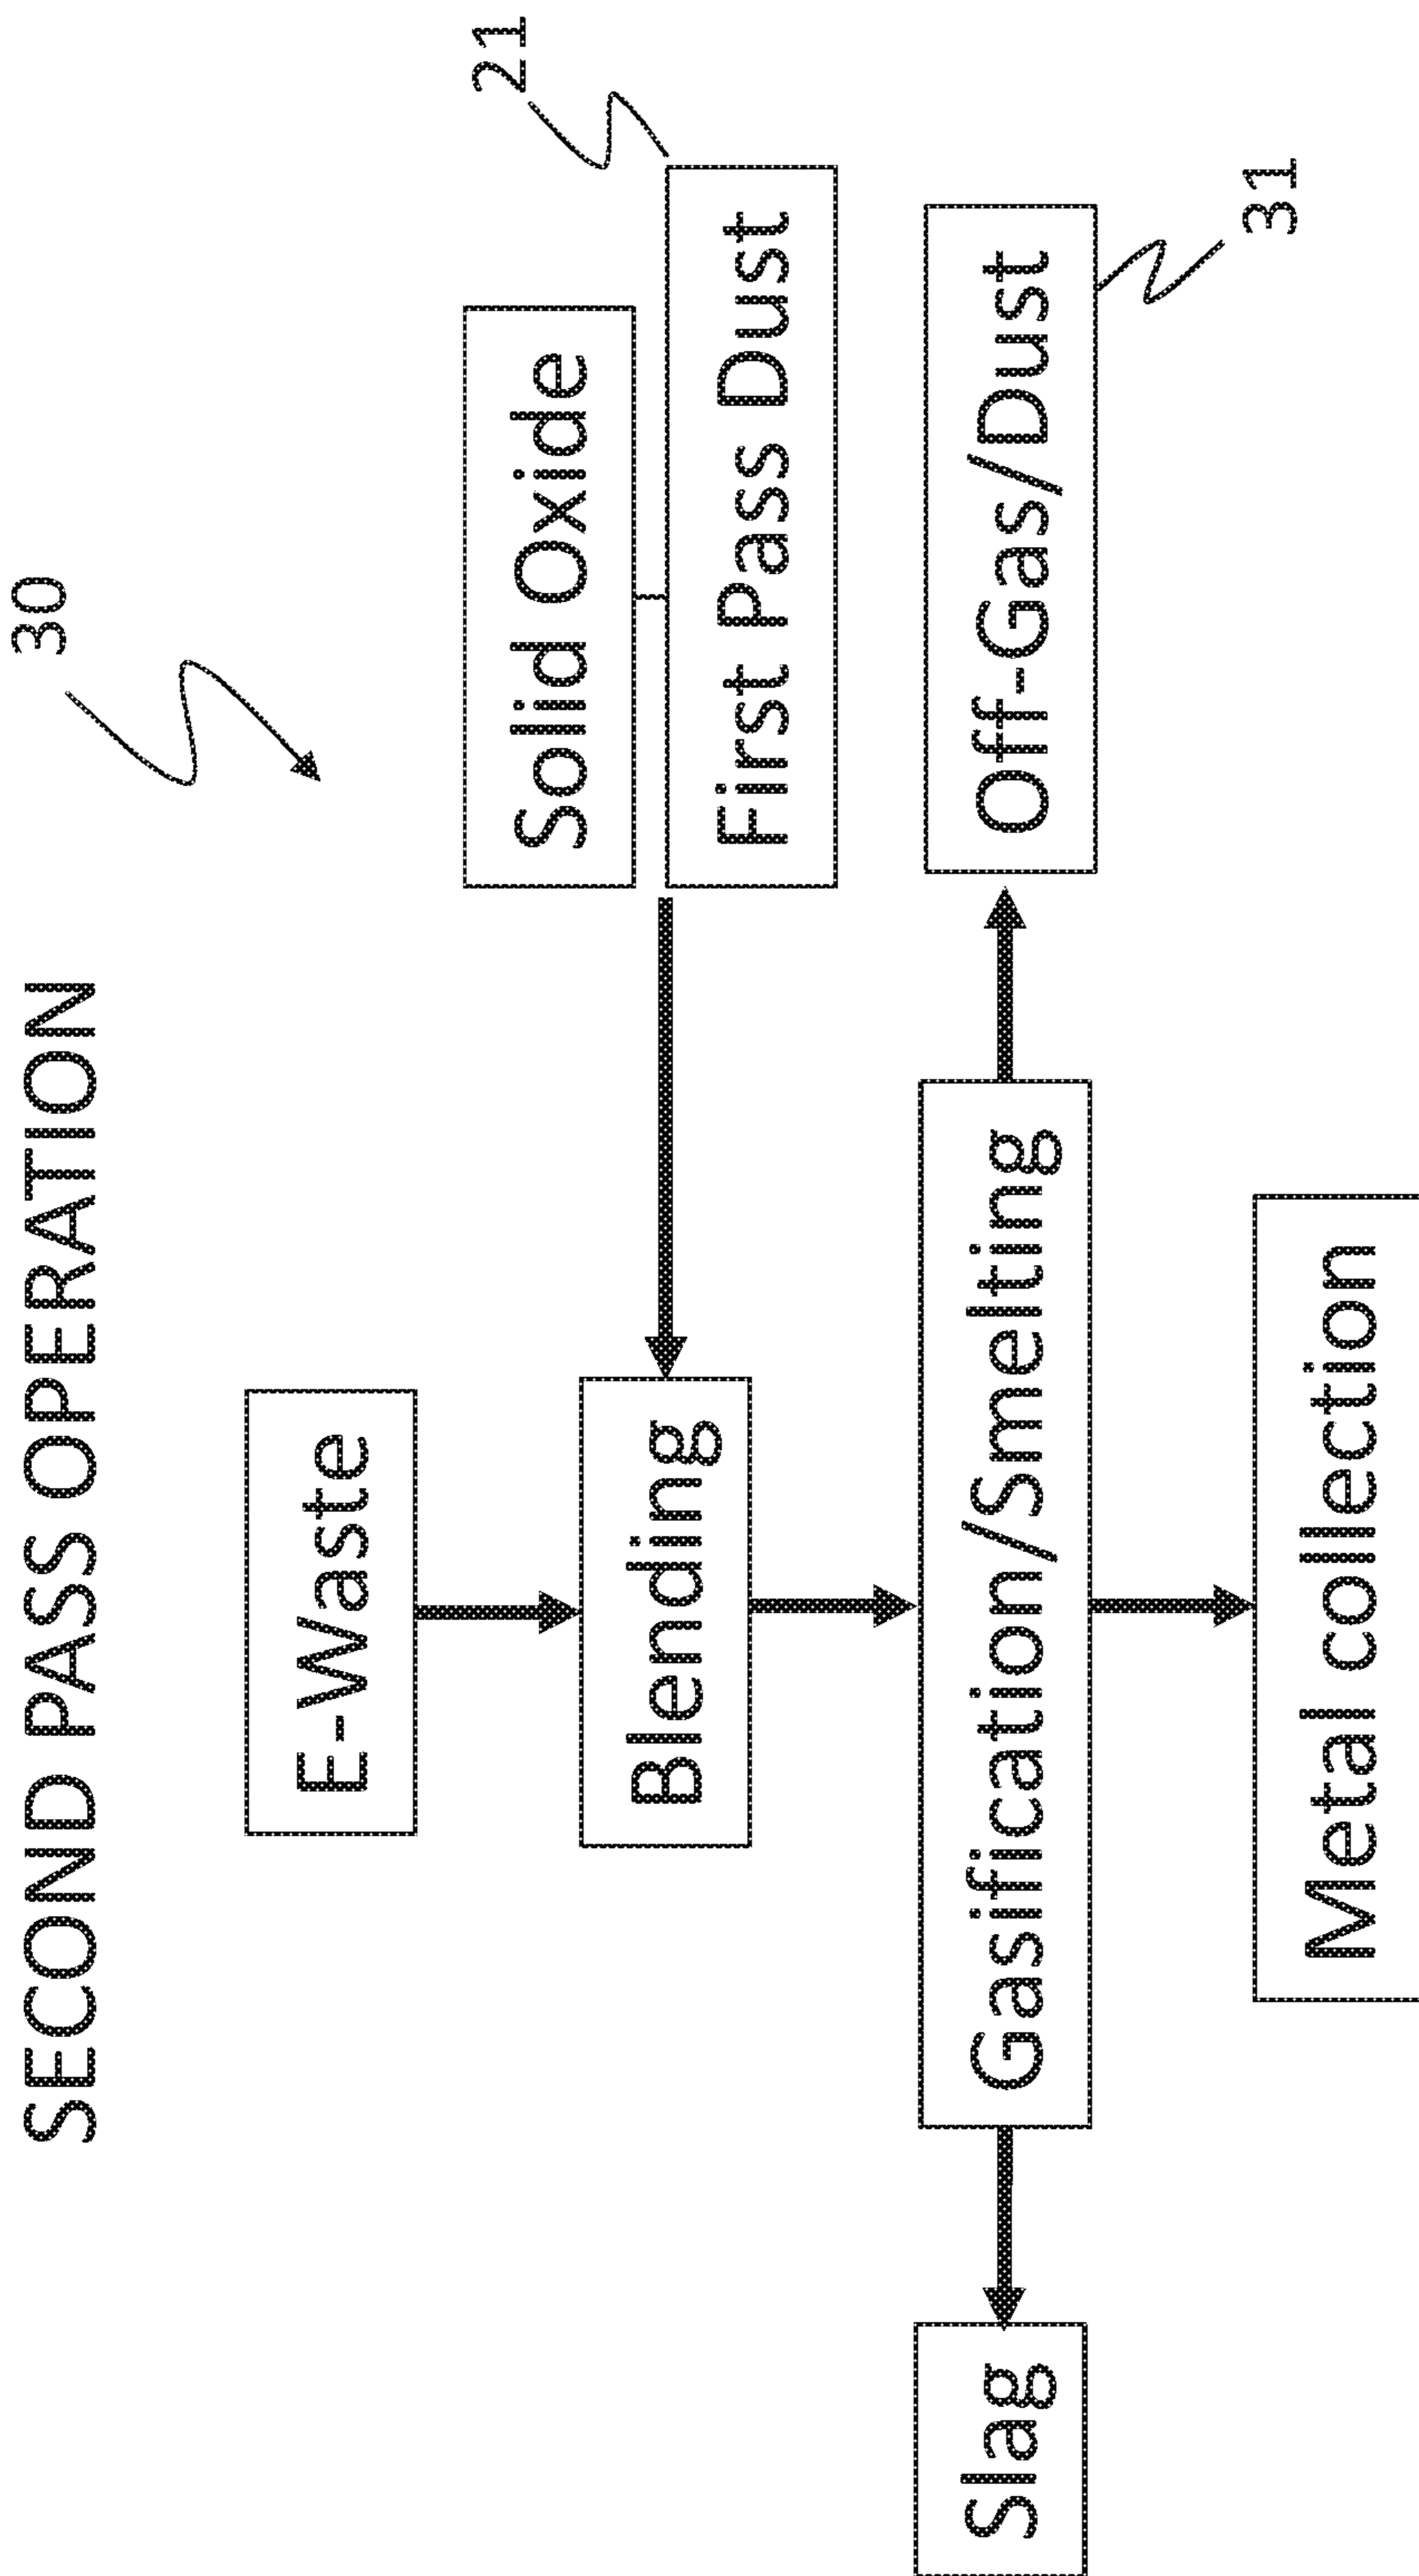 SECOND PASS OPERATION
30
E-Waste
Solid Oxide
21
Blending
First Pass Dust
Gasification/Smelting
Off-Gas/Dust
Slag
31
Metal collection